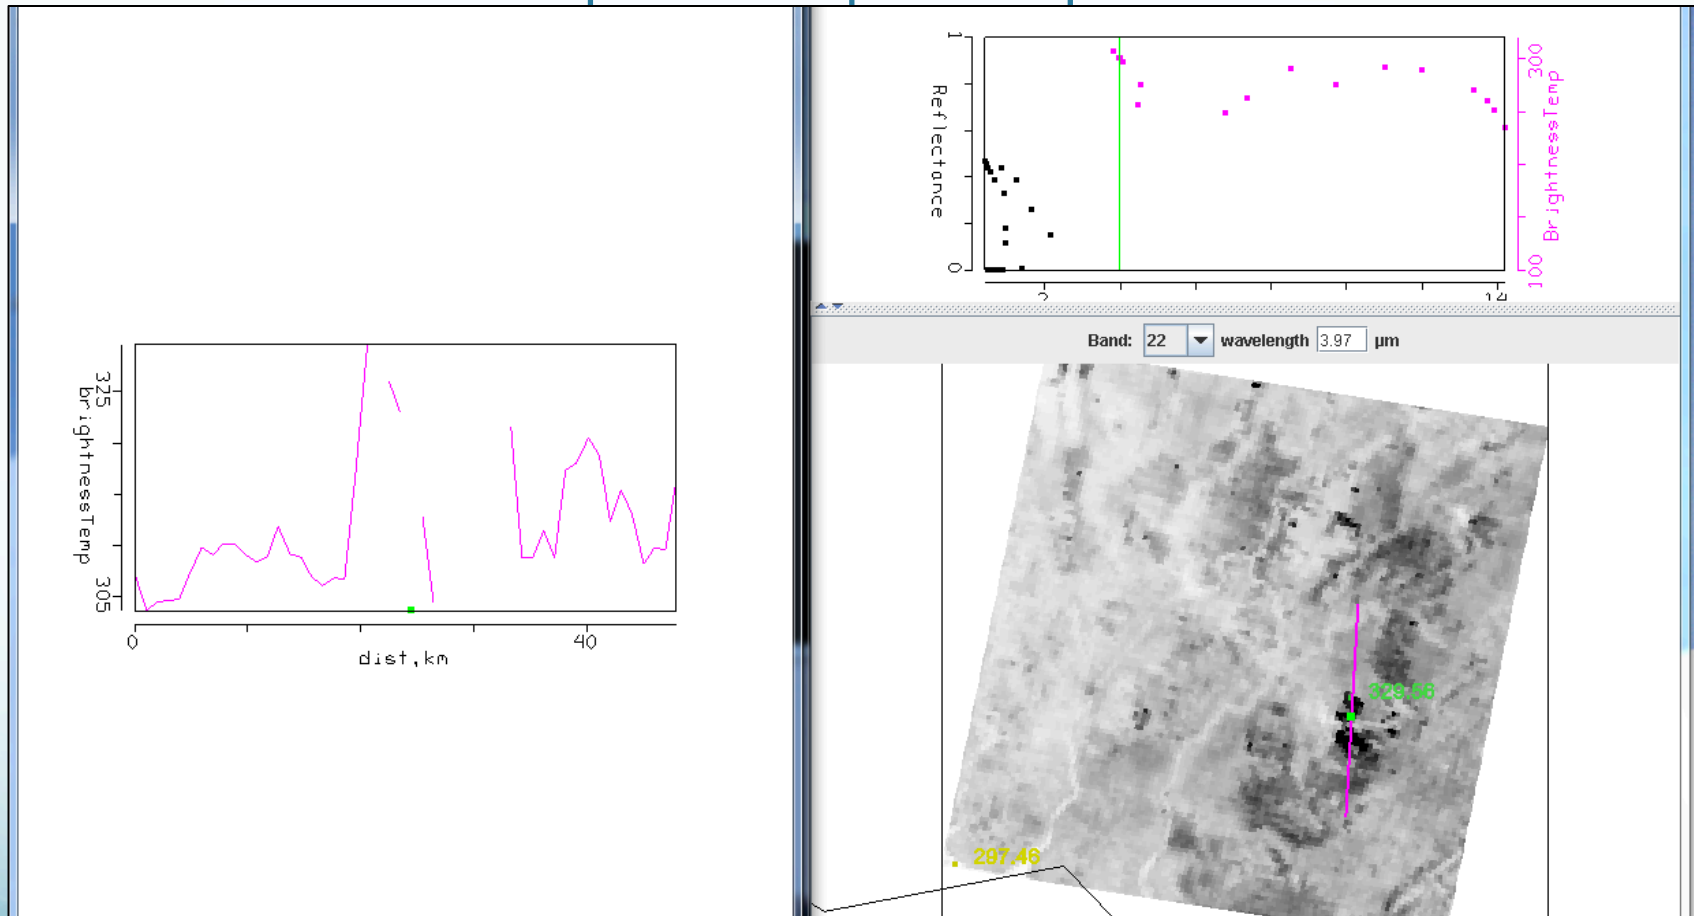 325
brightnessTemp
305
0
40
dist,km
1
Reflectance
0
300
BrightnessTemp
100
2
14
Band: 22 wavelength 3.97 µm
329.56
297.46